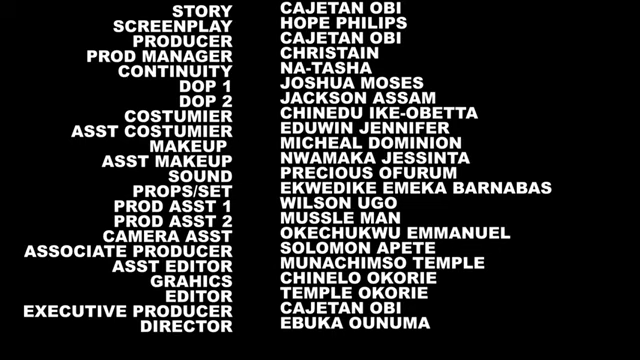 STORY CAJETAN OBI
SCREENPLAY HOPE PHILIPS
PRODUCER CAJETAN OBI
PROD MANAGER CHRISTAIN
CONTINUITY NA-TASHA
DOP 1 JOSHUA MOSES
DOP 2 JACKSON ASSAM
COSTUMIER CHINEDU IKE-OBETTA
ASST COSTUMIER EDUWIN JENNIFER
MAKEUP MICHEAL DOMINION
ASST MAKEUP NWAMAKA JESSINTA
SOUND PRECIOUS OFURUM
PROPS/SET EKWEDIKE EMEKA BARNABAS
PROD ASST 1 WILSON UGO
PROD ASST 2 MUSSLE MAN
CAMERA ASST OKECHUKWU EMMANUEL
ASSOCIATE PRODUCER SOLOMON APETE
ASST EDITOR MUNACHIMSO TEMPLE
GRAHICS CHINELO OKORIE
EDITOR TEMPLE OKORIE
EXECUTIVE PRODUCER CAJETAN OBI
DIRECTOR EBUKA OUNUMA